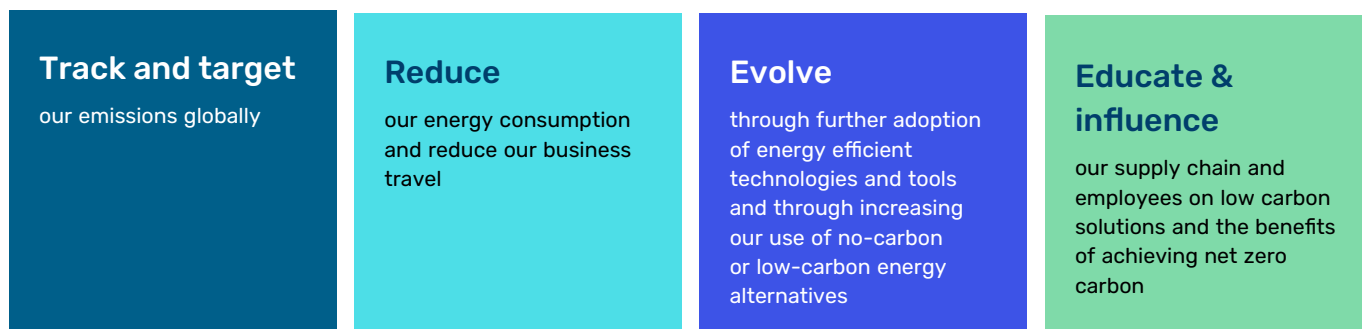 Track and target
our emissions globally
Reduce
our energy consumption
and reduce our business
travel
Evolve
through further adoption
of energy efficient
technologies and tools
and through increasing
our use of no-carbon
or low-carbon energy
alternatives
Educate &
influence
our supply chain and
employees on low carbon
solutions and the benefits
of achieving net zero
carbon